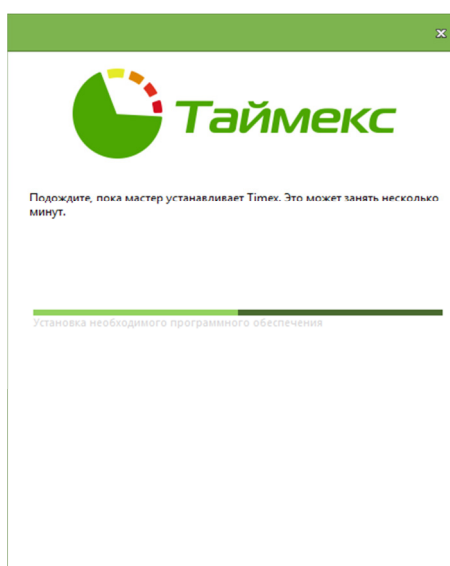 Таймекс
Подождите, пока мастер устанавливает Timex. Это может занять несколько
минут.
Установка необходимого программного обеспечения